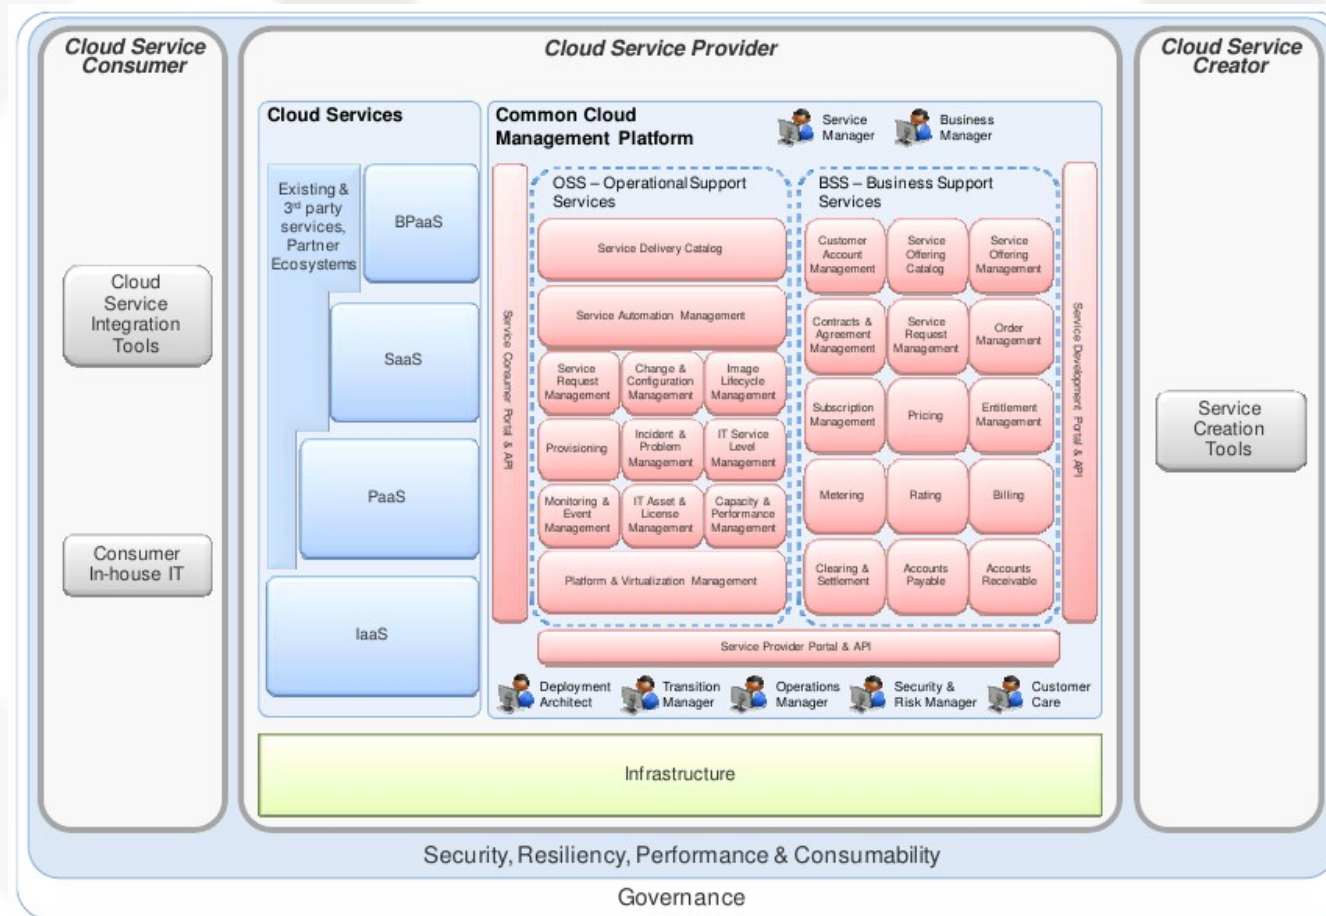 Cloud Service
Consumer
Cloud Service
Integration
Tools
Consumer
In-house IT
Cloud Service Provider
Cloud Services
Existing &
3rd party
services,
Partner
Ecosystems
BPaaS
SaaS
PaaS
IaaS
Common Cloud
Management Platform
Service
Manager
Business
Manager
Service Consumer Portal & API
OSS – Operational Support
Services
Service Delivery Catalog
Service Automation Management
Service
Request
Management
Change &
Configuration
Management
Image
Lifecycle
Management
Provisioning
Incident &
Problem
Management
IT Service
Level
Management
Monitoring &
Event
Management
IT Asset &
License
Management
Capacity &
Performance
Management
Platform & Virtualization Management
BSS – Business Support
Services
Customer
Account
Management
Service
Offering
Catalog
Service
Offering
Management
Contracts &
Agreement
Management
Service
Request
Management
Order
Management
Subscription
Management
Pricing
Entitlement
Management
Metering
Rating
Billing
Clearing &
Settlement
Accounts
Payable
Accounts
Receivable
Service Development Portal & API
Service Provider Portal & API
Deployment
Architect
Transition
Manager
Operations
Manager
Security &
Risk Manager
Customer
Care
Infrastructure
Cloud Service
Creator
Service
Creation
Tools
Security, Resiliency, Performance & Consumability
Governance